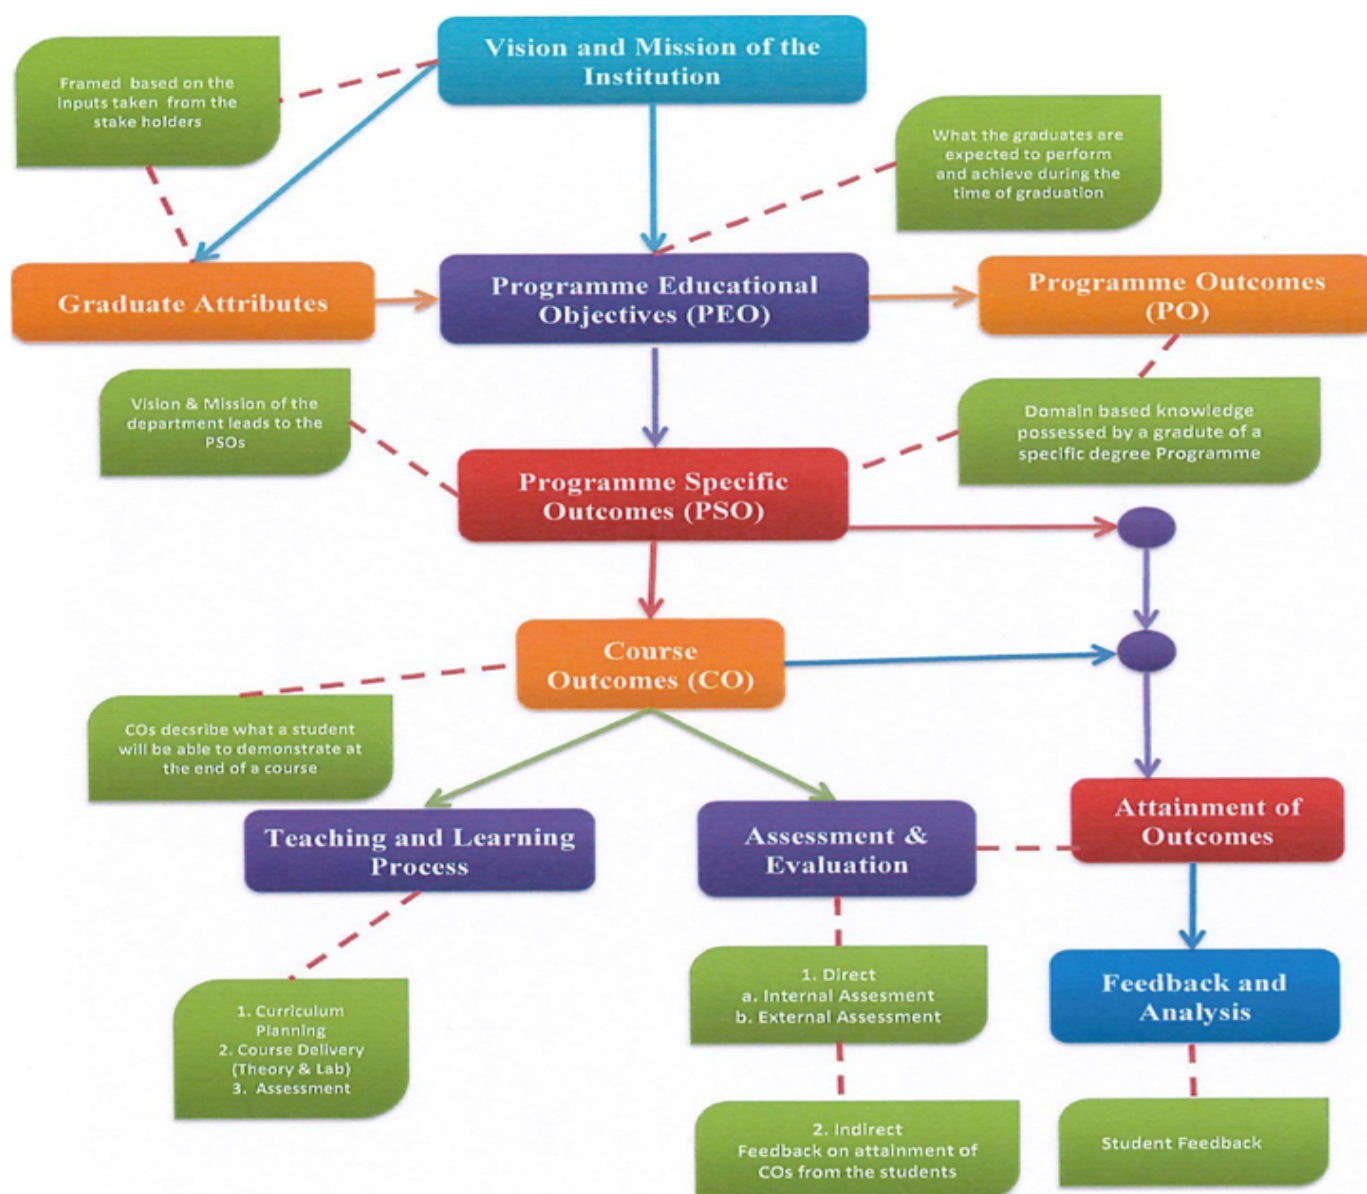 Vision and Mission of the
Institution
Framed based on the
inputs taken from the
stake holders
What the graduates are
expected to perform
and achieve during the
time of graduation
Graduate Attributes
Programme Educational
Objectives (PEO)
Programme Outcomes
(PO)
Vision & Mission of the
department leads to the
PSOs
Domain based knowledge
possessed by a gradute of a
specific degree Programme
Programme Specific
Outcomes (PSO)
Course
Outcomes (CO)
COs decsribe what a student
will be able to demonstrate at
the end of a course
Teaching and Learning
Process
Assessment &
Evaluation
Attainment of
Outcomes
1. Curriculum
Planning
2. Course Delivery
(Theory & Lab)
3. Assessment
1. Direct
a. Internal Assesment
b. External Assessment
Feedback and
Analysis
2. Indirect
Feedback on attainment of
COs from the students
Student Feedback